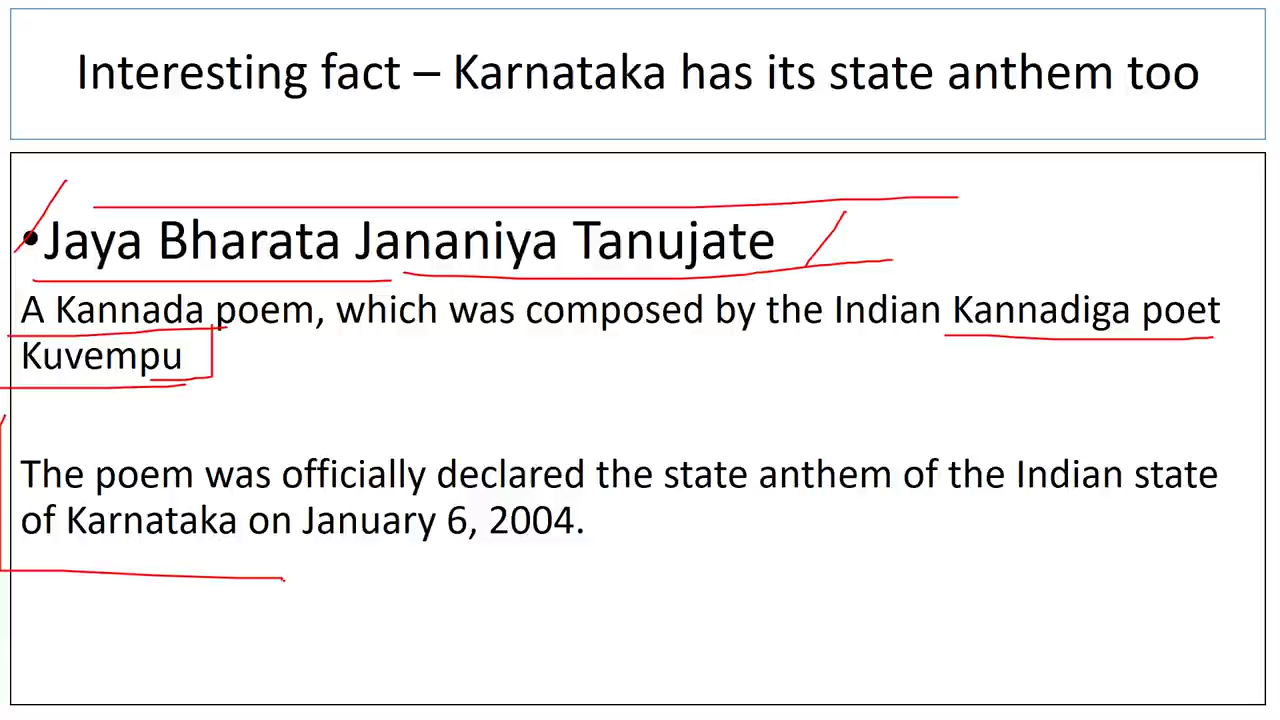 Interesting fact – Karnataka has its state anthem too
•Jaya Bharata Jananiya Tanujate
A Kannada poem, which was composed by the Indian Kannadiga poet
Kuvempu
The poem was officially declared the state anthem of the Indian state
of Karnataka on January 6, 2004.